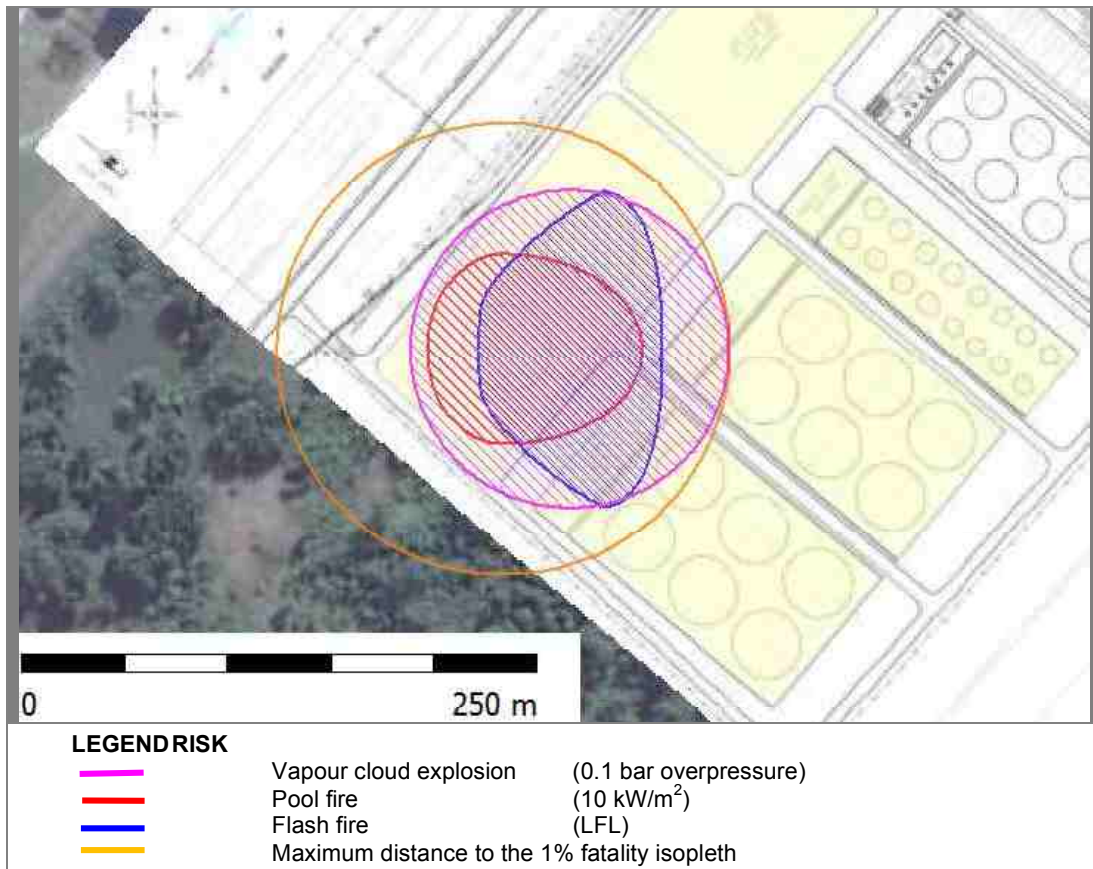 0
250 m
LEGEND RISK
Vapour cloud explosion (0.1 bar overpressure)
Pool fire (10 kW/m²)
Flash fire (LFL)
Maximum distance to the 1% fatality isopleth